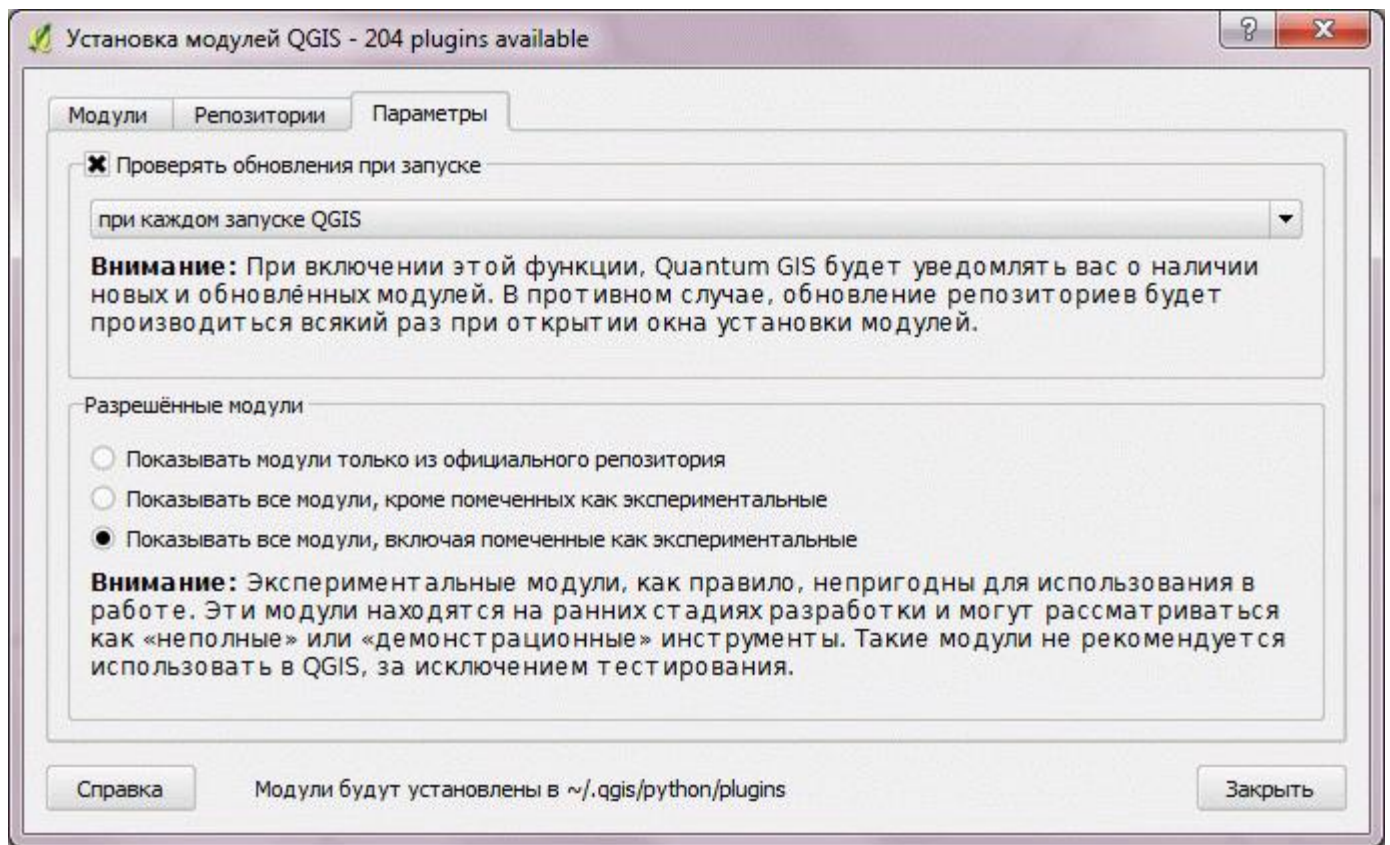 Установка модулей QGIS - 204 plugins available
Модули
Репозитории
Параметры
Проверять обновления при запуске
при каждом запуске QGIS
Внимание: При включении этой функции, Quantum GIS будет уведомлять вас о наличии
новых и обновлённых модулей. В противном случае, обновление репозиториев будет
производиться всякий раз при открытии окна установки модулей.
Разрешённые модули
Показывать модули только из официального репозитория
Показывать все модули, кроме помеченных как экспериментальные
Показывать все модули, включая помеченные как экспериментальные
Внимание: Экспериментальные модули, как правило, непригодны для использования в
работе. Эти модули находятся на ранних стадиях разработки и могут рассматриваться
как «неполные» или «демонстрационные» инструменты. Такие модули не рекомендуется
использовать в QGIS, за исключением тестирования.
Справка
Модули будут установлены в ~/.qgis/python/plugins
Закрыть